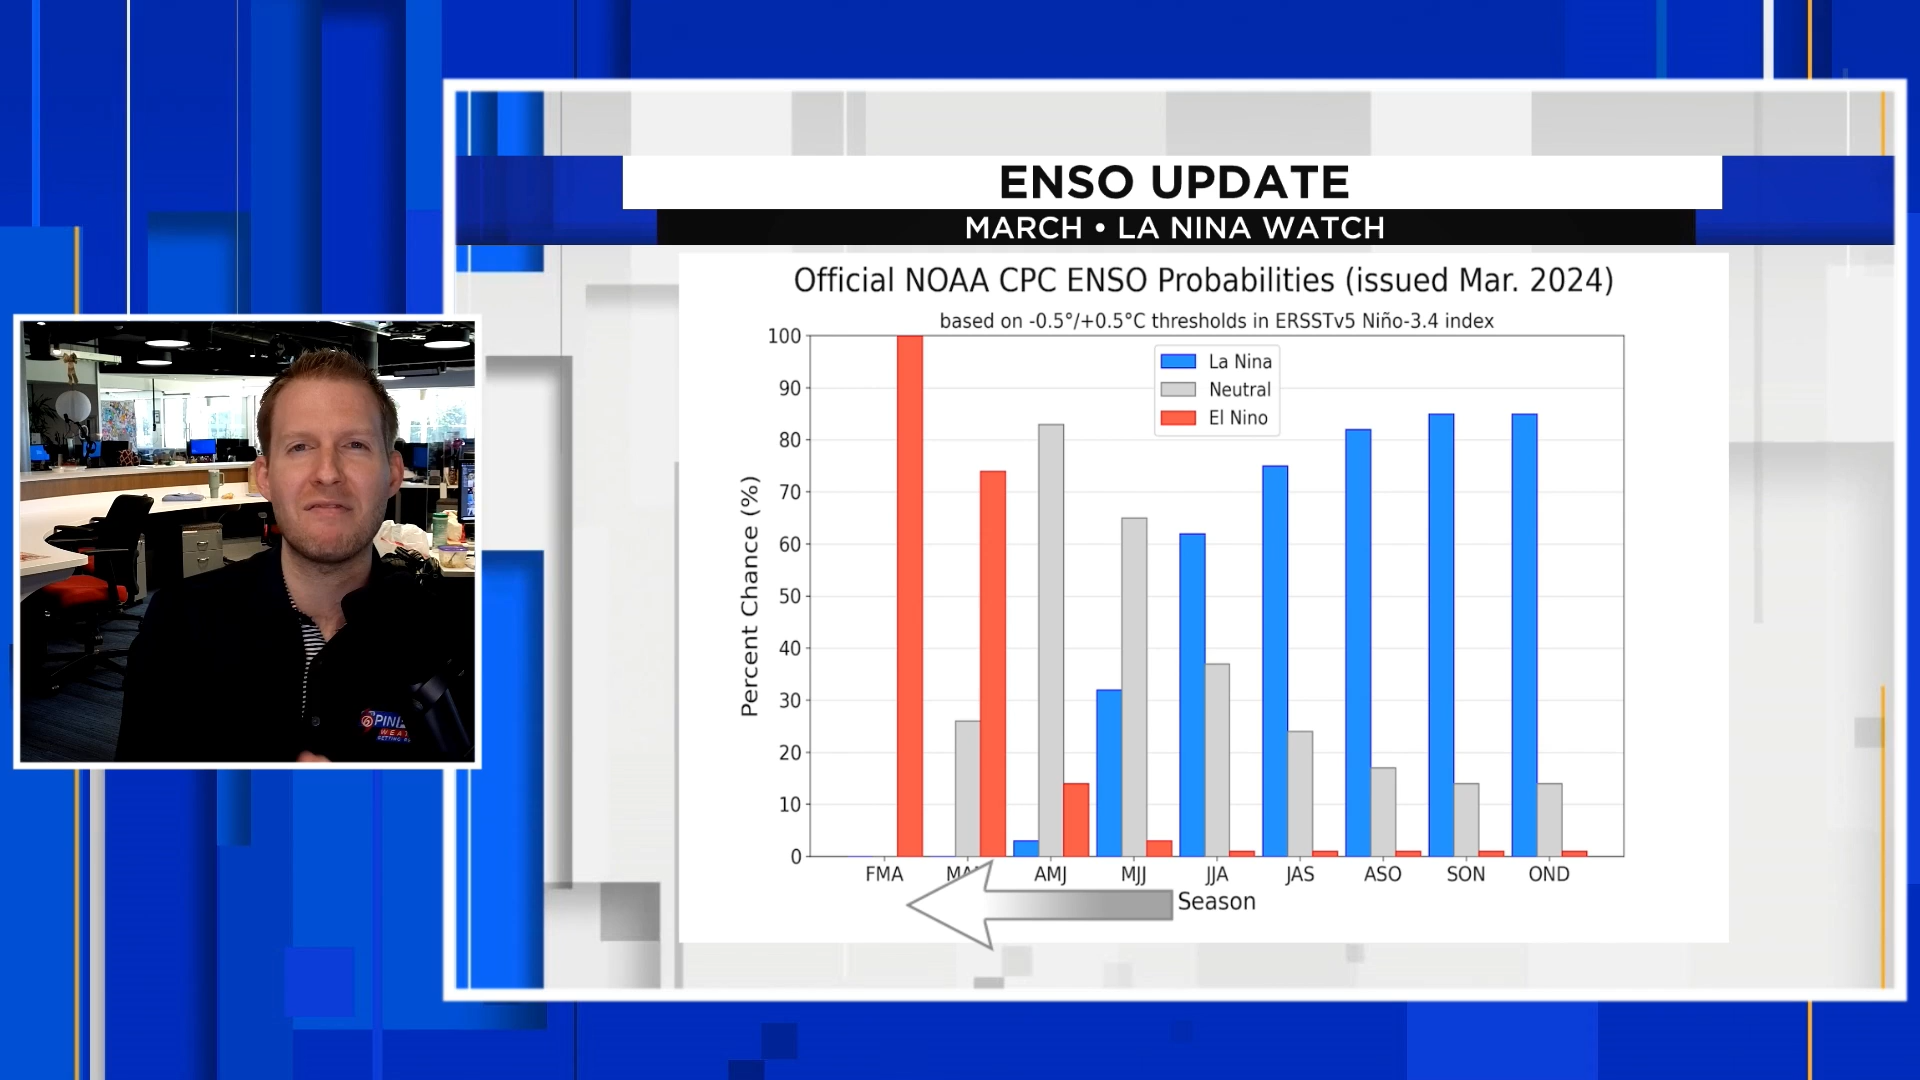 ENSO UPDATE
MARCH • LA NINA WATCH
Official NOAA CPC ENSO Probabilities (issued Mar. 2024)
based on -0.5°/+0.5°C thresholds in ERSSTv5 Niño-3.4 index
La Nina
Neutral
El Nino
Percent Chance (%)
100
90
80
70
60
50
40
30
20
10
0
FMA AMJ MJJ JJA JAS ASO SON OND
Season
PIN
WEA